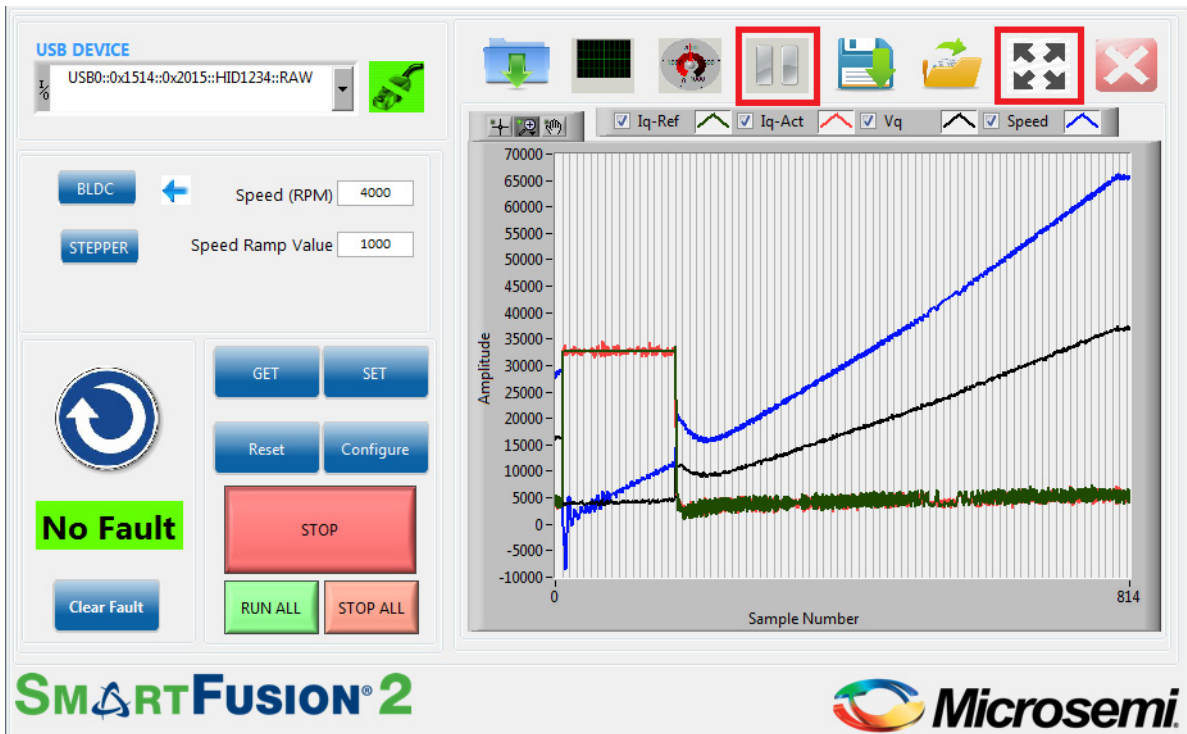 USB DEVICE
I/O
USB0::0x1514::0x2015::HID1234::RAW
BLDC
Speed (RPM) 4000
STEPPER
Speed Ramp Value 1000
GET SET
Reset Configure
No Fault
STOP
Clear Fault
RUN ALL STOP ALL
Iq-Ref Iq-Act Vq Speed
70000
65000
60000
55000
50000
45000
40000
35000
30000
25000
20000
15000
10000
5000
0
-5000
-10000
Amplitude
0 814
Sample Number
SMARTFUSION® 2
Microsemi.